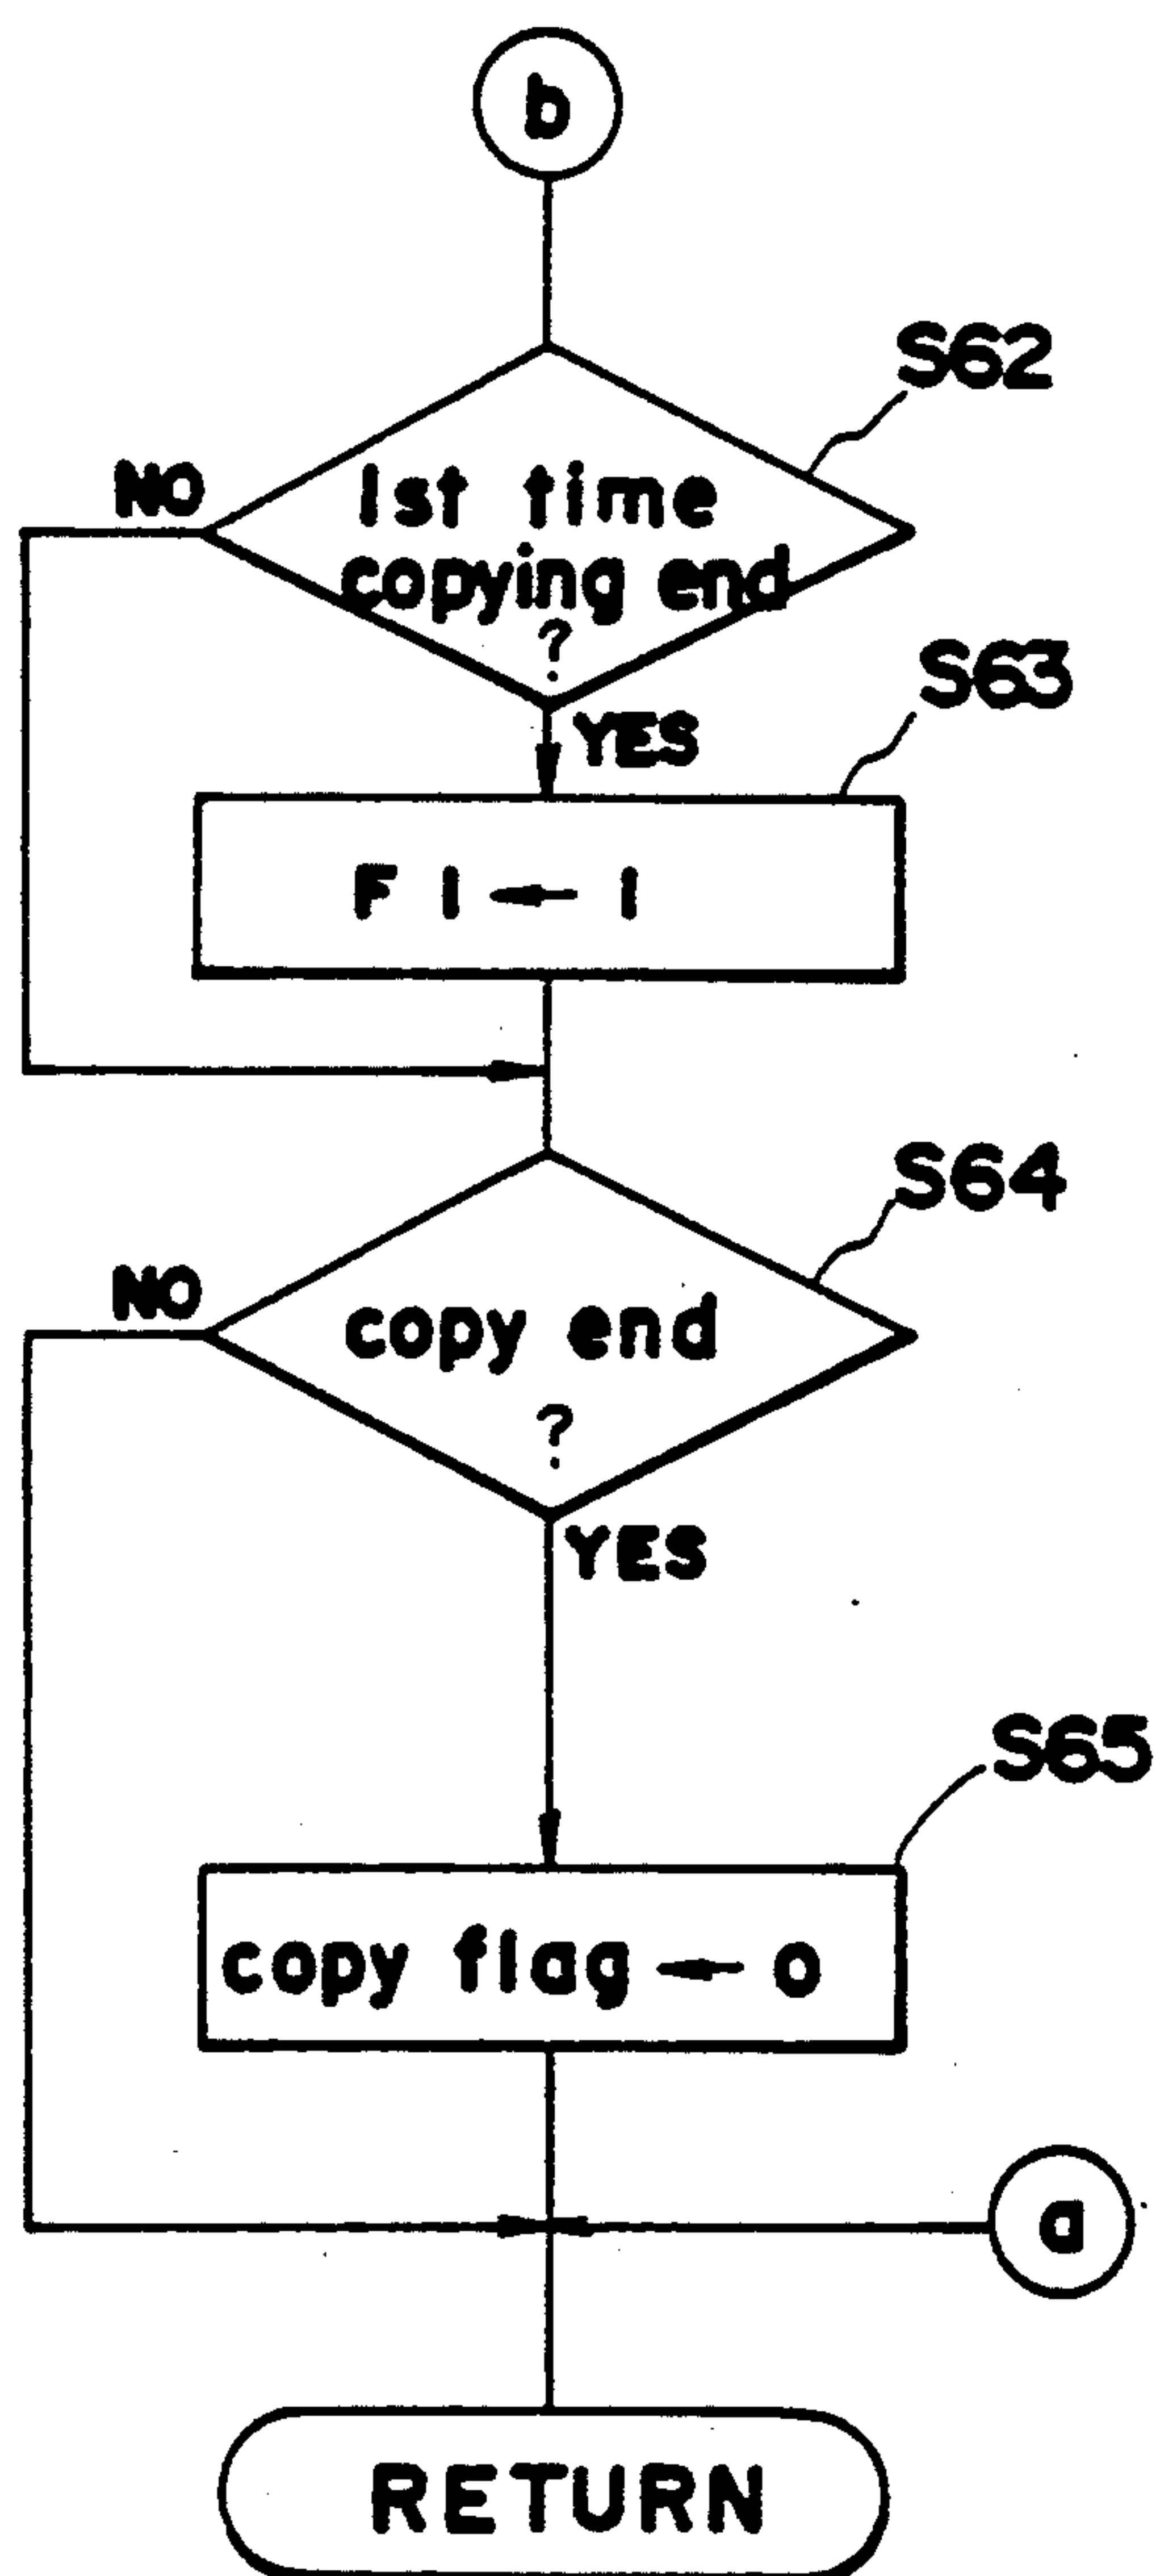 b
S62
NO
1st time
copying end
?
S63
YES
F1 ← 1
S64
NO
copy end
?
YES
S65
copy flag ← 0
a
RETURN